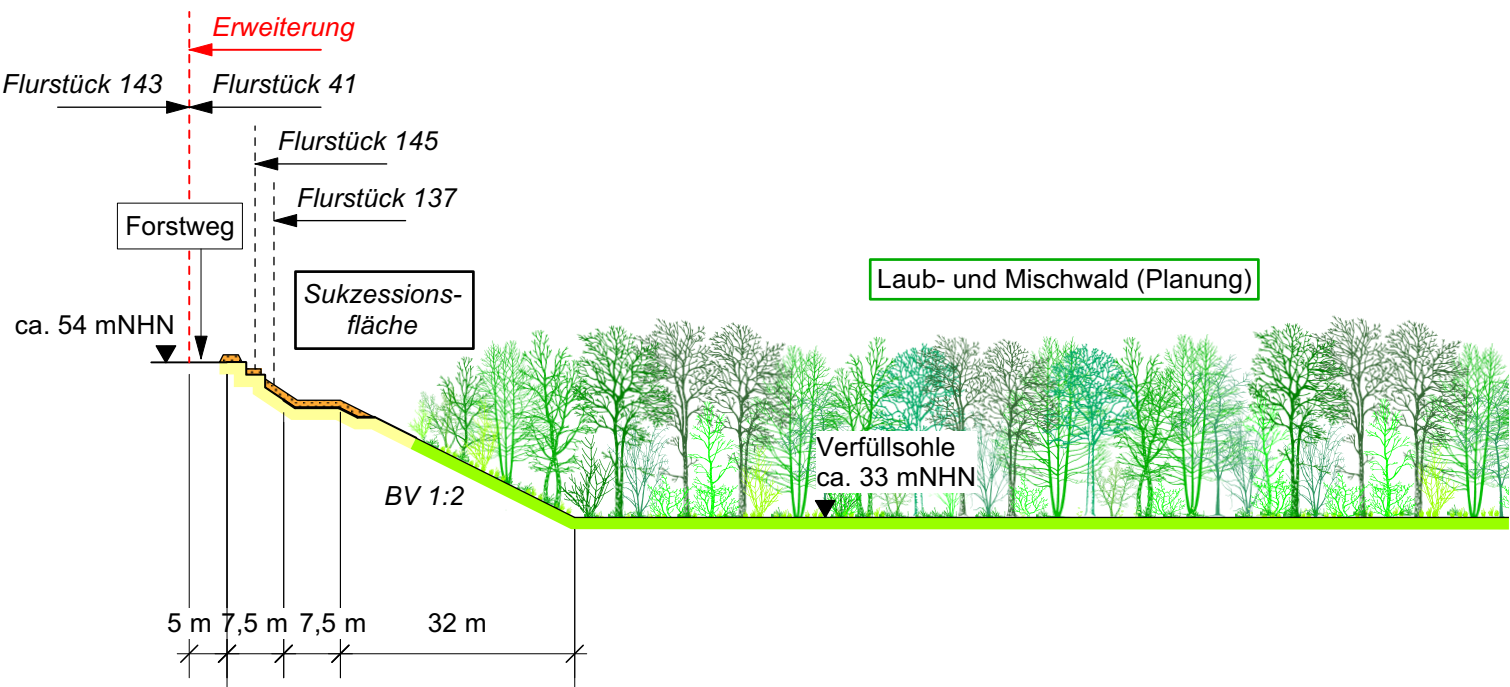 Erweiterung
Flurstück 143
Flurstück 41
Flurstück 145
Flurstück 137
Forstweg
Sukzessions-
fläche
Laub- und Mischwald (Planung)
ca. 54 mNHN
Verfüllsohle
ca. 33 mNHN
BV 1:2
5 m 7,5 m 7,5 m 32 m